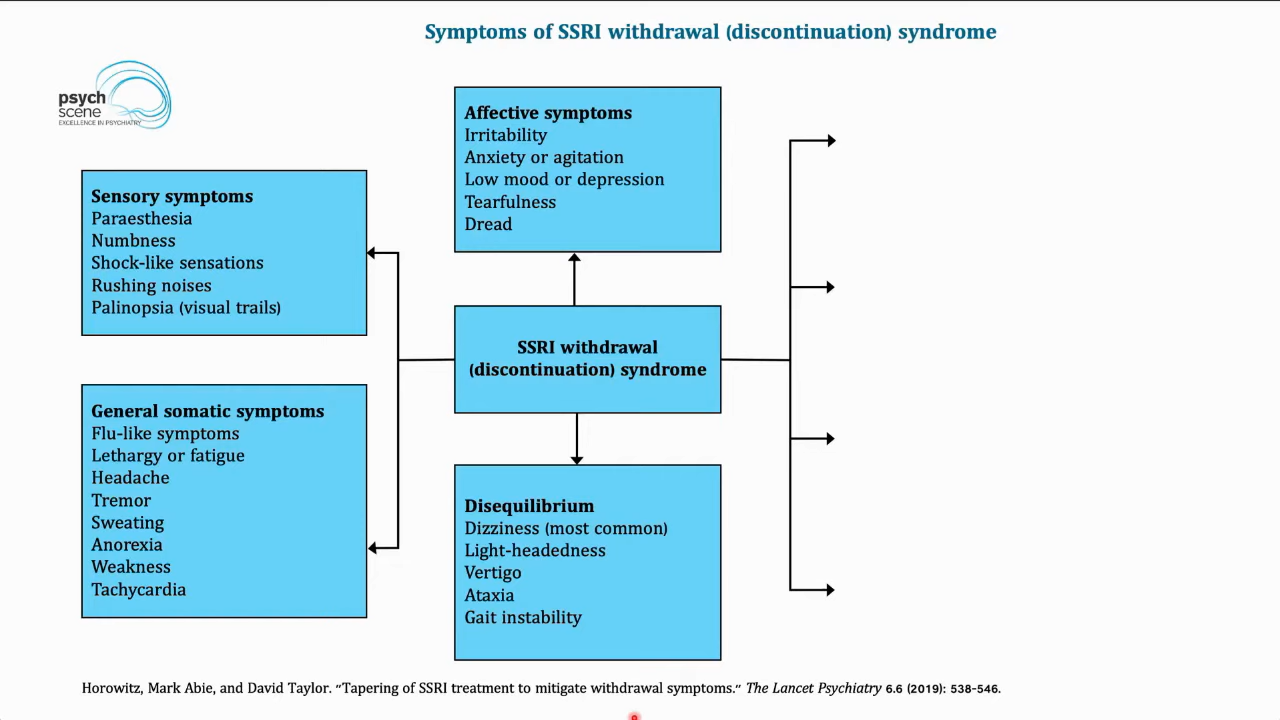 Symptoms of SSRI withdrawal (discontinuation) syndrome
psych
scene
EXCELLENCE IN PSYCHIATRY
Affective symptoms
Irritability
Anxiety or agitation
Low mood or depression
Tearfulness
Dread
Sensory symptoms
Paraesthesia
Numbness
Shock-like sensations
Rushing noises
Palinopsia (visual trails)
SSRI withdrawal
(discontinuation) syndrome
General somatic symptoms
Flu-like symptoms
Lethargy or fatigue
Headache
Tremor
Sweating
Anorexia
Weakness
Tachycardia
Disequilibrium
Dizziness (most common)
Light-headedness
Vertigo
Ataxia
Gait instability
Horowitz, Mark Abie, and David Taylor. "Tapering of SSRI treatment to mitigate withdrawal symptoms." The Lancet Psychiatry 6.6 (2019): 538-546.